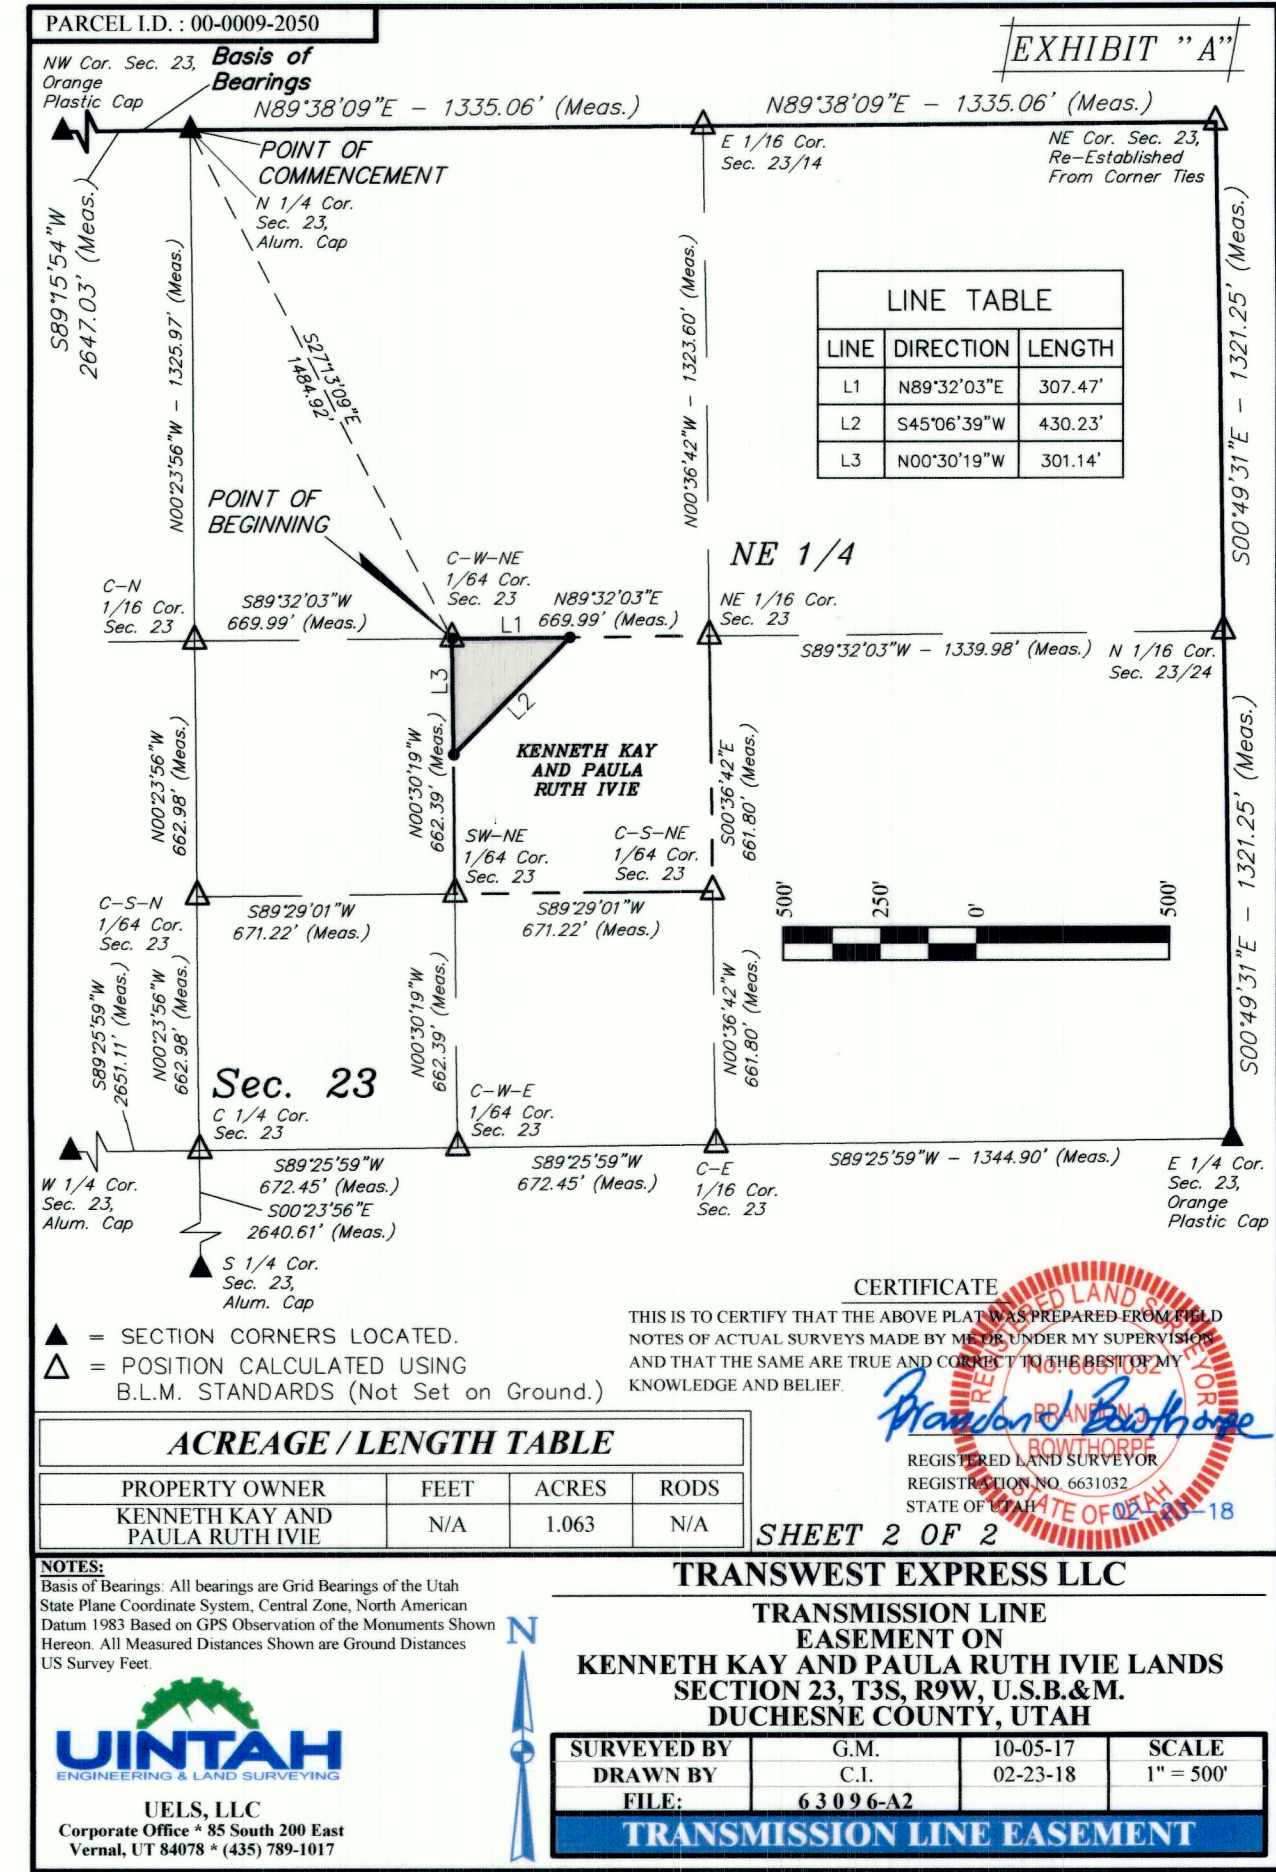 PARCEL I.D. : 00-0009-2050
EXHIBIT "A"
NW Cor. Sec. 23,
Orange
Plastic Cap
Basis of
Bearings
N89°38'09"E - 1335.06' (Meas.)
N89°38'09"E - 1335.06' (Meas.)
POINT OF
COMMENCEMENT
N 1/4 Cor.
Sec. 23,
Alum. Cap
E 1/16 Cor.
Sec. 23/14
NE Cor. Sec. 23,
Re-Established
From Corner Ties
S89°15'54"W
2647.03' (Meas.)
N00°23'56"W - 1325.97' (Meas.)
S27°13'09"E
1484.92'
N00°36'42"W - 1323.60' (Meas.)
S00°49'31"E - 1321.25' (Meas.)
LINE TABLE
LINE DIRECTION LENGTH
L1 N89°32'03"E 307.47'
L2 S45°06'39"W 430.23'
L3 N00°30'19"W 301.14'
POINT OF
BEGINNING
NE 1/4
C-N
1/16 Cor.
Sec. 23
S89°32'03"W
669.99' (Meas.)
C-W-NE
1/64 Cor.
Sec. 23
N89°32'03"E
669.99' (Meas.)
L1
NE 1/16 Cor.
Sec. 23
S89°32'03"W - 1339.98' (Meas.)
N 1/16 Cor.
Sec. 23/24
L3
L2
KENNETH KAY
AND PAULA
RUTH IVIE
N00°23'56"W
662.98' (Meas.)
N00°30'19"W
662.39' (Meas.)
S00°36'42"E
661.80' (Meas.)
S00°49'31"E - 1321.25' (Meas.)
SW-NE
1/64 Cor.
Sec. 23
C-S-NE
1/64 Cor.
Sec. 23
C-S-N
1/64 Cor.
Sec. 23
S89°29'01"W
671.22' (Meas.)
S89°29'01"W
671.22' (Meas.)
500'
250'
0'
500'
S89°25'59"W
2651.11' (Meas.)
N00°23'56"W
662.98' (Meas.)
N00°30'19"W
662.39' (Meas.)
N00°36'42"W
661.80' (Meas.)
Sec. 23
C 1/4 Cor.
Sec. 23
C-W-E
1/64 Cor.
Sec. 23
S89°25'59"W
672.45' (Meas.)
S89°25'59"W
672.45' (Meas.)
C-E
1/16 Cor.
Sec. 23
S89°25'59"W - 1344.90' (Meas.)
E 1/4 Cor.
Sec. 23,
Orange
Plastic Cap
W 1/4 Cor.
Sec. 23,
Alum. Cap
S00°23'56"E
2640.61' (Meas.)
S 1/4 Cor.
Sec. 23,
Alum. Cap
= SECTION CORNERS LOCATED.
= POSITION CALCULATED USING
B.L.M. STANDARDS (Not Set on Ground.)
CERTIFICATE
THIS IS TO CERTIFY THAT THE ABOVE PLAT WAS PREPARED FROM FIELD
NOTES OF ACTUAL SURVEYS MADE BY ME OR UNDER MY SUPERVISION
AND THAT THE SAME ARE TRUE AND CORRECT TO THE BEST OF MY
KNOWLEDGE AND BELIEF.
REGISTERED LAND SURVEYOR
No. 6631032
BRANDON J.
BOWTHORPE
STATE OF UTAH
Brandon J Bowthorpe
REGISTERED LAND SURVEYOR
REGISTRATION NO. 6631032
STATE OF UTAH
02-23-18
ACREAGE / LENGTH TABLE
PROPERTY OWNER FEET ACRES RODS
KENNETH KAY AND
PAULA RUTH IVIE N/A 1.063 N/A
SHEET 2 OF 2
NOTES:
Basis of Bearings: All bearings are Grid Bearings of the Utah
State Plane Coordinate System, Central Zone, North American
Datum 1983 Based on GPS Observation of the Monuments Shown
Hereon. All Measured Distances Shown are Ground Distances
US Survey Feet.
N
UINTAH
ENGINEERING & LAND SURVEYING
UELS, LLC
Corporate Office * 85 South 200 East
Vernal, UT 84078 * (435) 789-1017
TRANSWEST EXPRESS LLC
TRANSMISSION LINE
EASEMENT ON
KENNETH KAY AND PAULA RUTH IVIE LANDS
SECTION 23, T3S, R9W, U.S.B.&M.
DUCHESNE COUNTY, UTAH
SURVEYED BY G.M. 10-05-17 SCALE
DRAWN BY C.I. 02-23-18 1" = 500'
FILE: 63096-A2
TRANSMISSION LINE EASEMENT